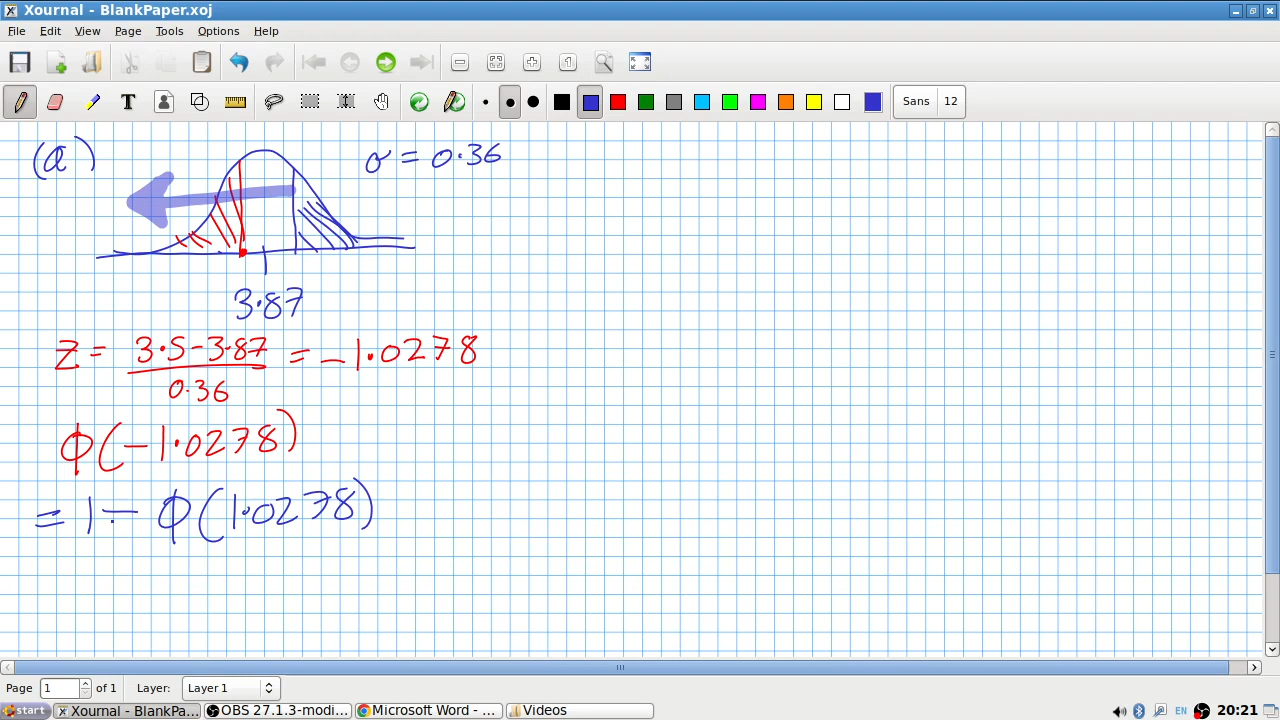 Xournal - BlankPaper.xoj
File Edit View Page Tools Options Help
Sans 12
(a)
σ = 0.36
3.87
Z = 3.5 - 3.87 / 0.36 = -1.0278
ϕ(-1.0278)
= 1 - ϕ(1.0278)
Page 1 of 1 Layer: Layer 1
start Xournal - BlankPa... OBS 27.1.3-modi... Microsoft Word - ... Videos EN 20:21